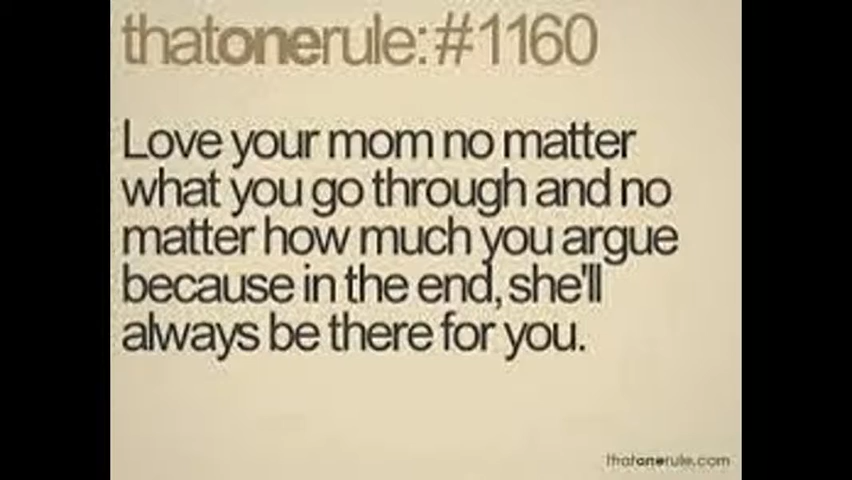 thatonerule: #1160
Love your mom no matter
what you go through and no
matter how much you argue
because in the end, she'll
always be there for you.
thatonerule.com